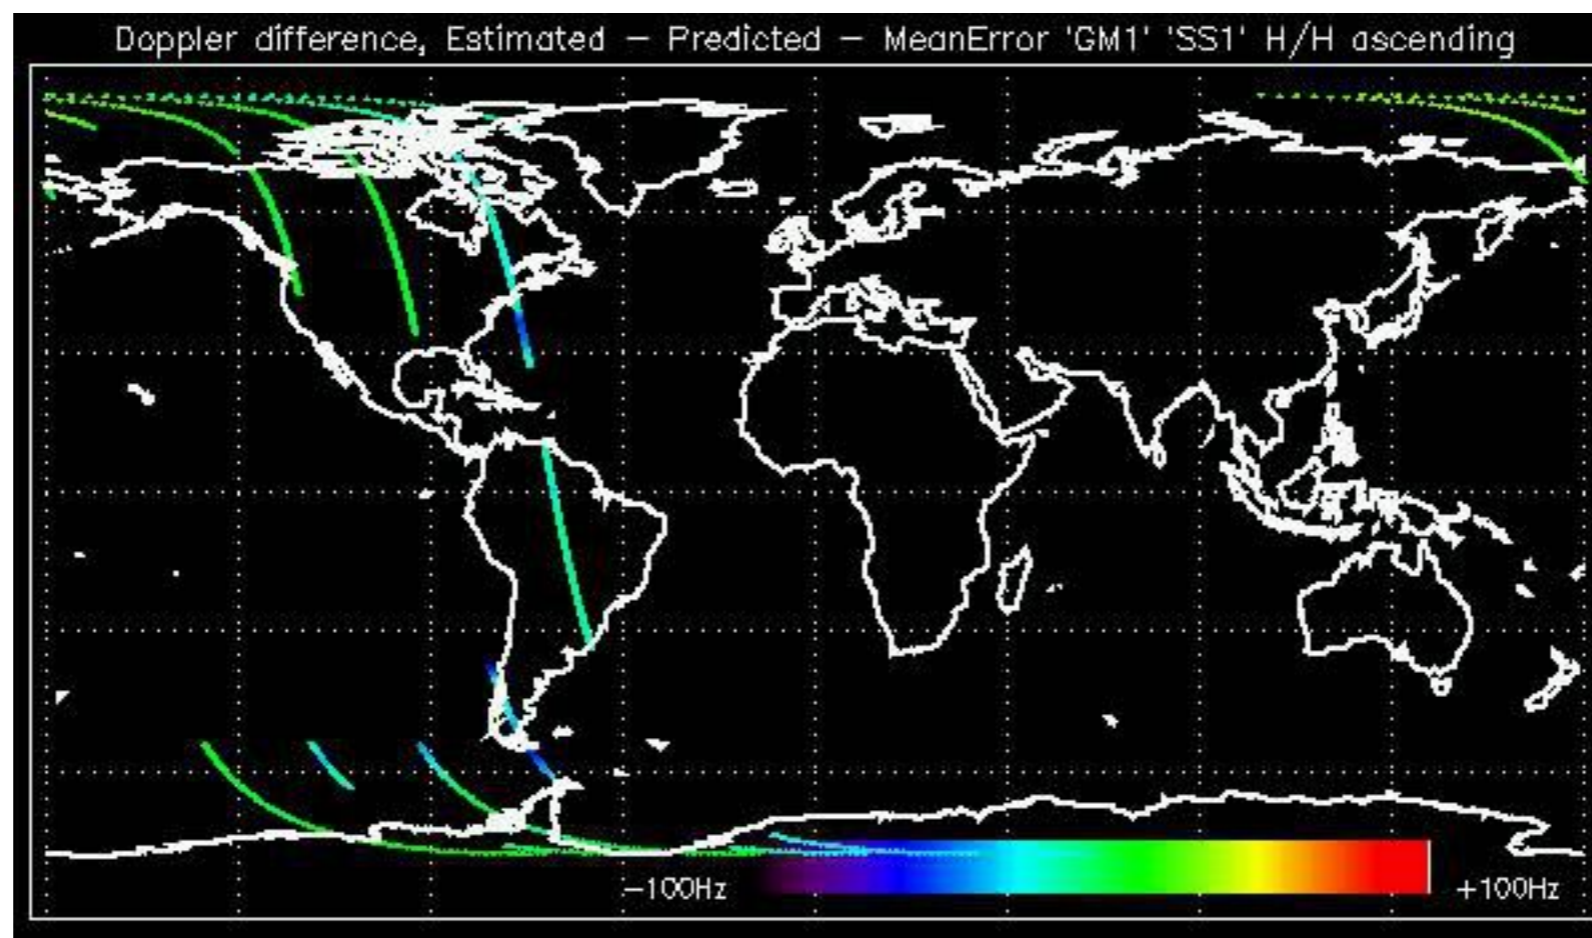 Doppler difference, Estimated − Predicted − MeanError 'GM1' 'SS1' H/H ascending
−100Hz
+100Hz